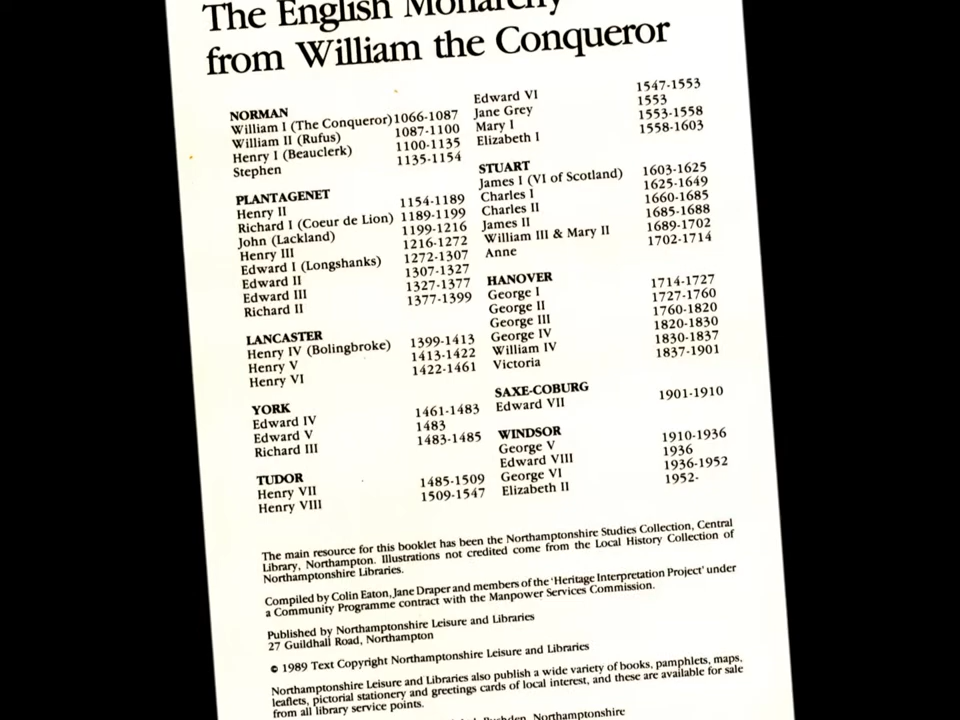 The English Monarchy
from William the Conqueror
NORMAN
William I (The Conqueror) 1066-1087
William II (Rufus) 1087-1100
Henry I (Beauclerk) 1100-1135
Stephen 1135-1154
PLANTAGENET
Henry II 1154-1189
Richard I (Coeur de Lion) 1189-1199
John (Lackland) 1199-1216
Henry III 1216-1272
Edward I (Longshanks) 1272-1307
Edward II 1307-1327
Edward III 1327-1377
Richard II 1377-1399
LANCASTER
Henry IV (Bolingbroke) 1399-1413
Henry V 1413-1422
Henry VI 1422-1461
YORK
Edward IV 1461-1483
Edward V 1483
Richard III 1483-1485
TUDOR
Henry VII 1485-1509
Henry VIII 1509-1547
Edward VI 1547-1553
Jane Grey 1553
Mary I 1553-1558
Elizabeth I 1558-1603
STUART
James I (VI of Scotland) 1603-1625
Charles I 1625-1649
Charles II 1660-1685
James II 1685-1688
William III & Mary II 1689-1702
Anne 1702-1714
HANOVER
George I 1714-1727
George II 1727-1760
George III 1760-1820
George IV 1820-1830
William IV 1830-1837
Victoria 1837-1901
SAXE-COBURG
Edward VII 1901-1910
WINDSOR
George V 1910-1936
Edward VIII 1936
George VI 1936-1952
Elizabeth II 1952-
The main resource for this booklet has been the Northamptonshire Studies Collection, Central
Library, Northampton. Illustrations not credited come from the Local History Collection of
Northamptonshire Libraries.
Compiled by Colin Eaton, Jane Draper and members of the 'Heritage Interpretation Project' under
a Community Programme contract with the Manpower Services Commission.
Published by Northamptonshire Leisure and Libraries
27 Guildhall Road, Northampton
© 1989 Text Copyright Northamptonshire Leisure and Libraries
Northamptonshire Leisure and Libraries also publish a wide variety of books, pamphlets, maps,
leaflets, pictorial stationery and greetings cards of local interest, and these are available for sale
from all library service points.
Rushden, Northamptonshire